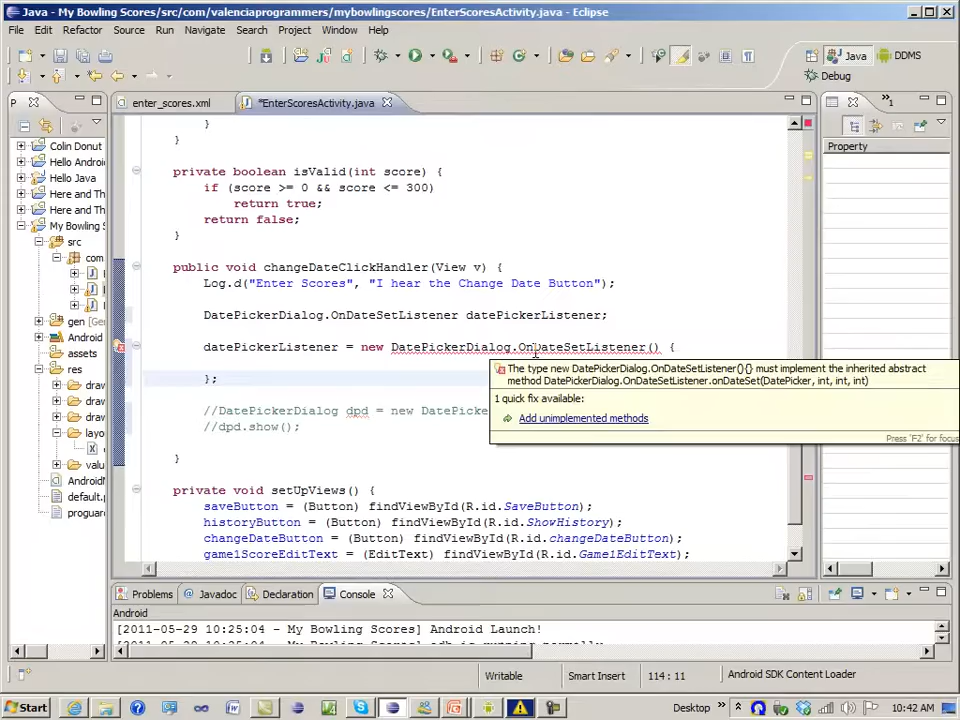 Java - My Bowling Scores/src/com/valenciaprogrammers/mybowlingscores/EnterScoresActivity.java - Eclipse
File Edit Refactor Source Run Navigate Search Project Window Help
Java DDMS
Debug
P
enter_scores.xml
*EnterScoresActivity.java
»1
Property
Colin Donut
Hello Android
Hello Java
Here and Th
Here and Th
My Bowling S
src
com
gen [Gen
Android
assets
res
draw
draw
draw
layo
valu
AndroidM
default.p
proguard
}
}
private boolean isValid(int score) {
if (score >= 0 && score <= 300)
return true;
return false;
}
public void changeDateClickHandler(View v) {
Log.d("Enter Scores", "I hear the Change Date Button");
DatePickerDialog.OnDateSetListener datePickerListener;
datePickerListener = new DatePickerDialog.OnDateSetListener() {
};
//DatePickerDialog dpd = new DatePicke
//dpd.show();
}
private void setUpViews() {
saveButton = (Button) findViewById(R.id.SaveButton);
historyButton = (Button) findViewById(R.id.ShowHistory);
changeDateButton = (Button) findViewById(R.id.changeDateButton);
game1ScoreEditText = (EditText) findViewById(R.id.Game1EditText);
The type new DatePickerDialog.OnDateSetListener(){} must implement the inherited abstract
method DatePickerDialog.OnDateSetListener.onDateSet(DatePicker, int, int, int)
1 quick fix available:
Add unimplemented methods
Press 'F2' for focus
Problems Javadoc Declaration Console
Android
[2011-05-29 10:25:04 - My Bowling Scores] Android Launch!
Writable Smart Insert 114 : 11 Android SDK Content Loader
Start Desktop » 10:42 AM